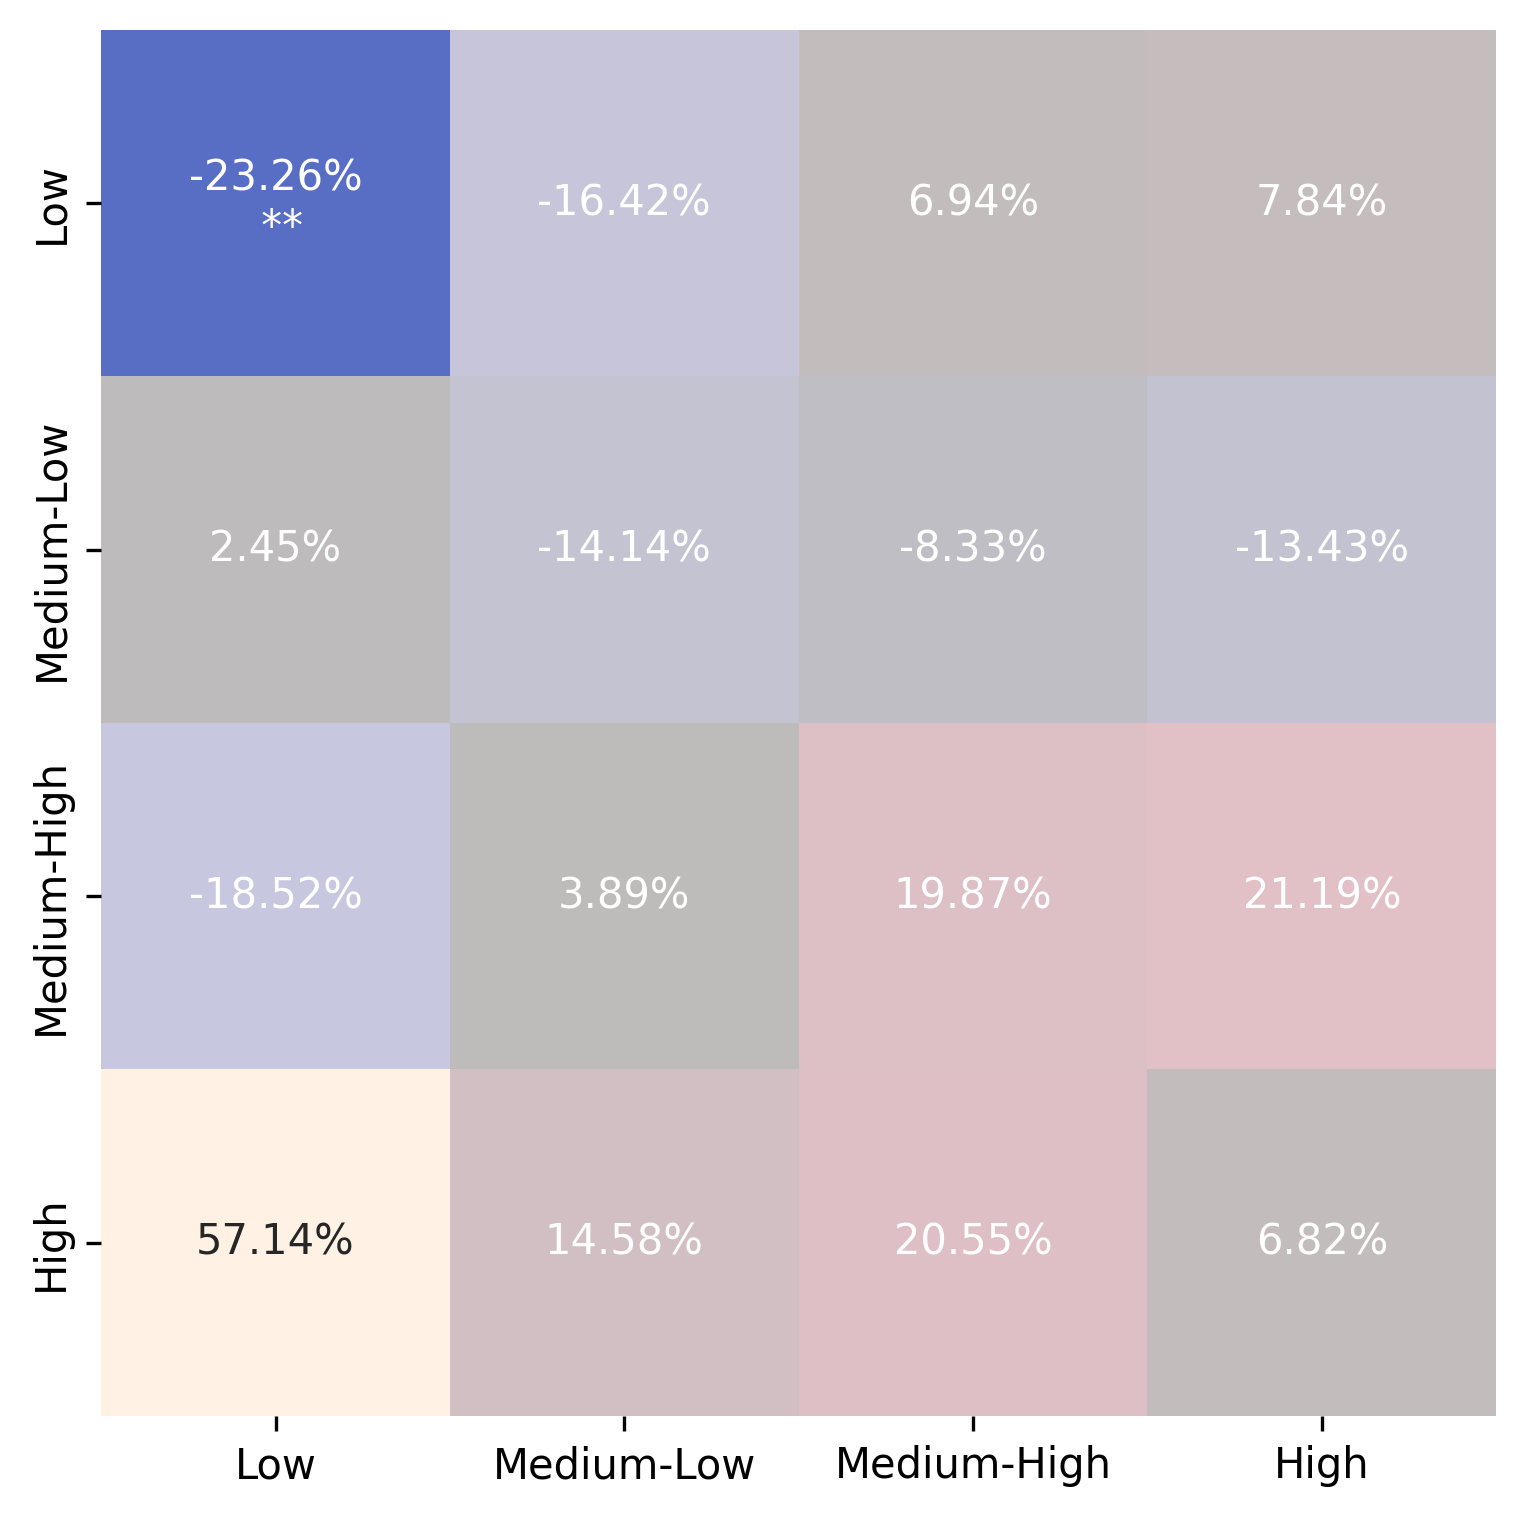 Low
-23.26%
**
-16.42%
6.94%
7.84%
Medium-Low
2.45%
-14.14%
-8.33%
-13.43%
Medium-High
-18.52%
3.89%
19.87%
21.19%
High
57.14%
14.58%
20.55%
6.82%
Low
Medium-Low
Medium-High
High